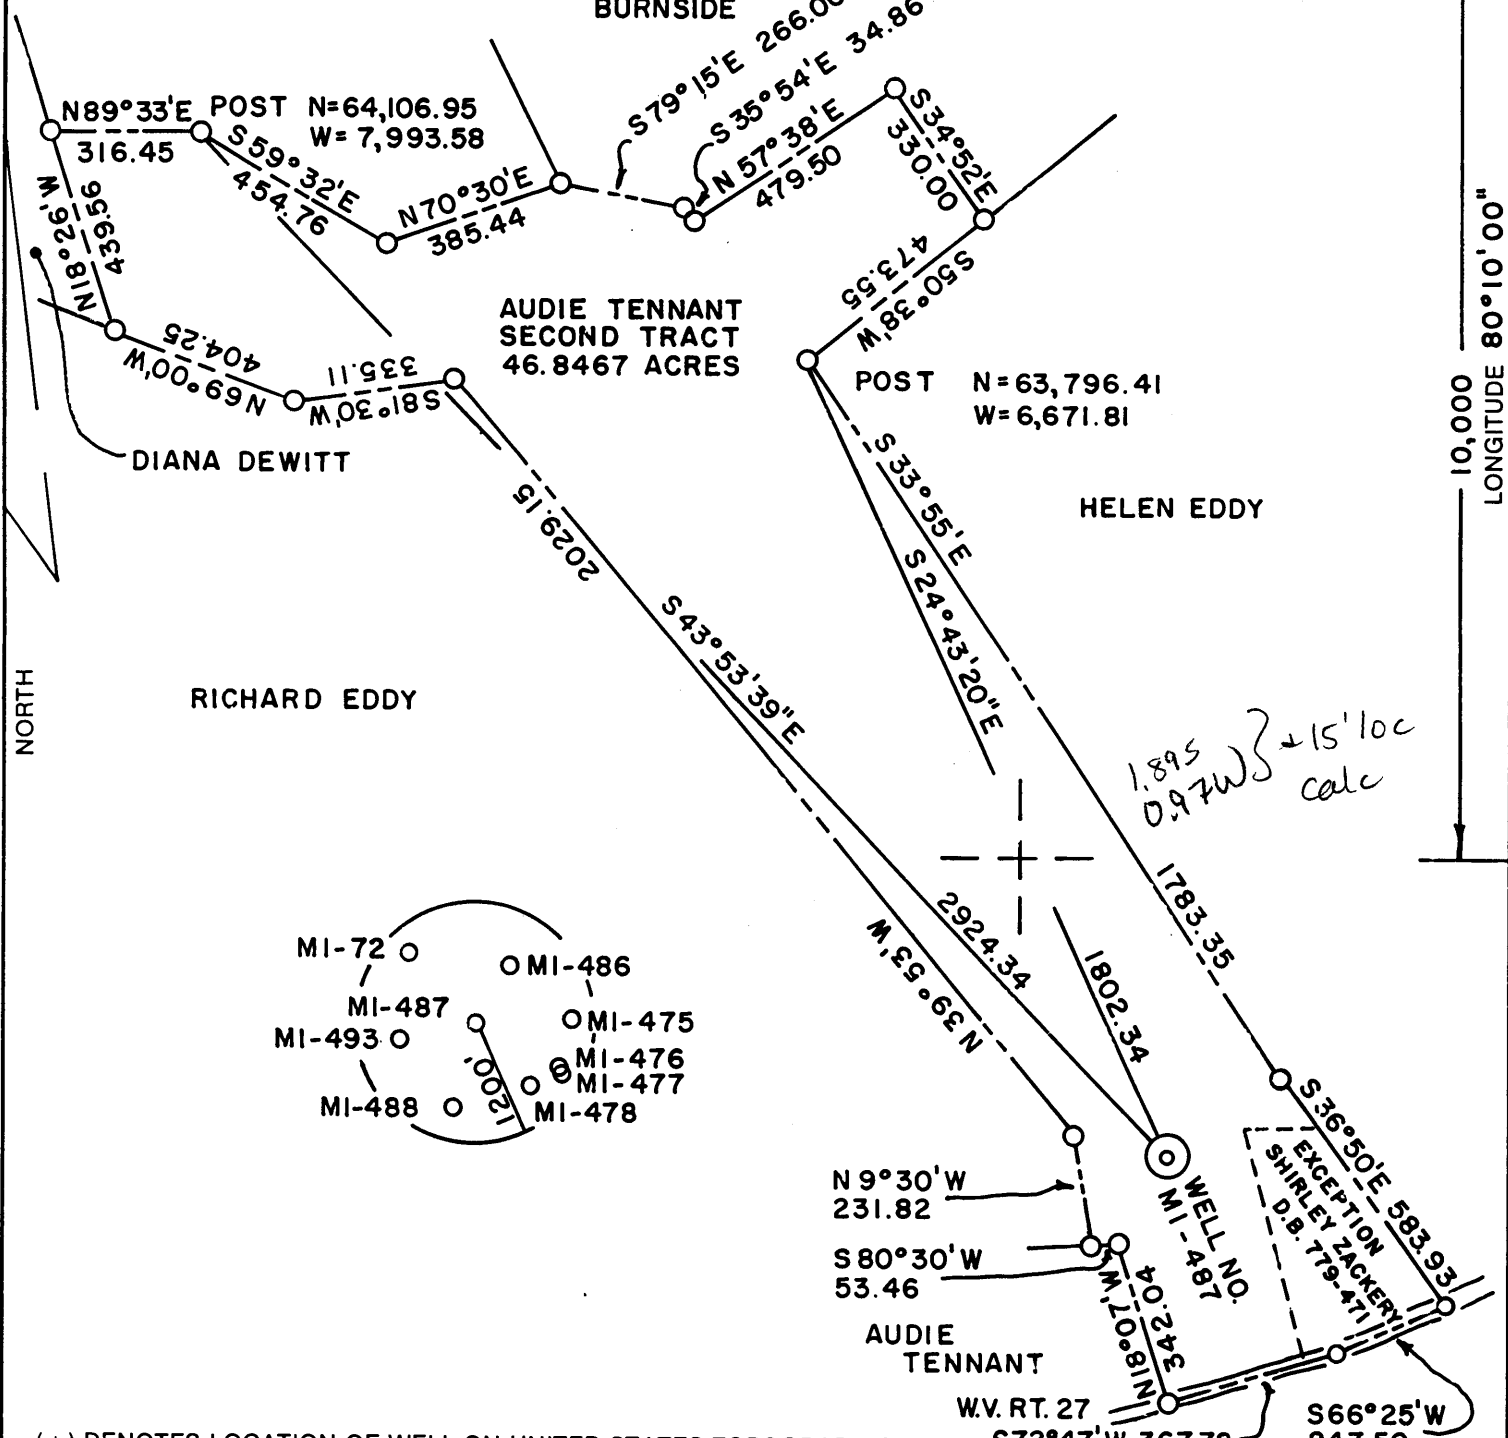 BURNSIDE
S79°15'E 266.00
S35°54'E 34.86
N89°33'E
316.45
POST N=64,106.95
W=7,993.58
S59°32'E
454.76
N70°30'E
385.44
N57°38'E
479.50
S34°52'E
330.00
S50°38'W
473.55
N18°26'W
439.56
N69°00'W
404.25
S81°30'W
335.11
AUDIE TENNANT
SECOND TRACT
46.8467 ACRES
POST N=63,796.41
W=6,671.81
LONGITUDE 80°10'00"
10,000
DIANA DEWITT
HELEN EDDY
2029.15
S33°55'E
S24°43'20"E
S43°53'39"E
RICHARD EDDY
NORTH
1.89S
0.97W } ±15' loc
calc
1783.35
2924.34
1802.34
N39°53'W
MI-72
MI-486
MI-487
MI-475
MI-493
MI-476
MI-477
MI-488
1200'
MI-478
N9°30'W
231.82
S80°30'W
53.46
WELL NO.
MI-487
S36°50'E 583.93
EXCEPTION
SHIRLEY ZACKERY
D.B. 779-471
N18°07'W
342.04
AUDIE
TENNANT
W.V. RT. 27
S66°25'W